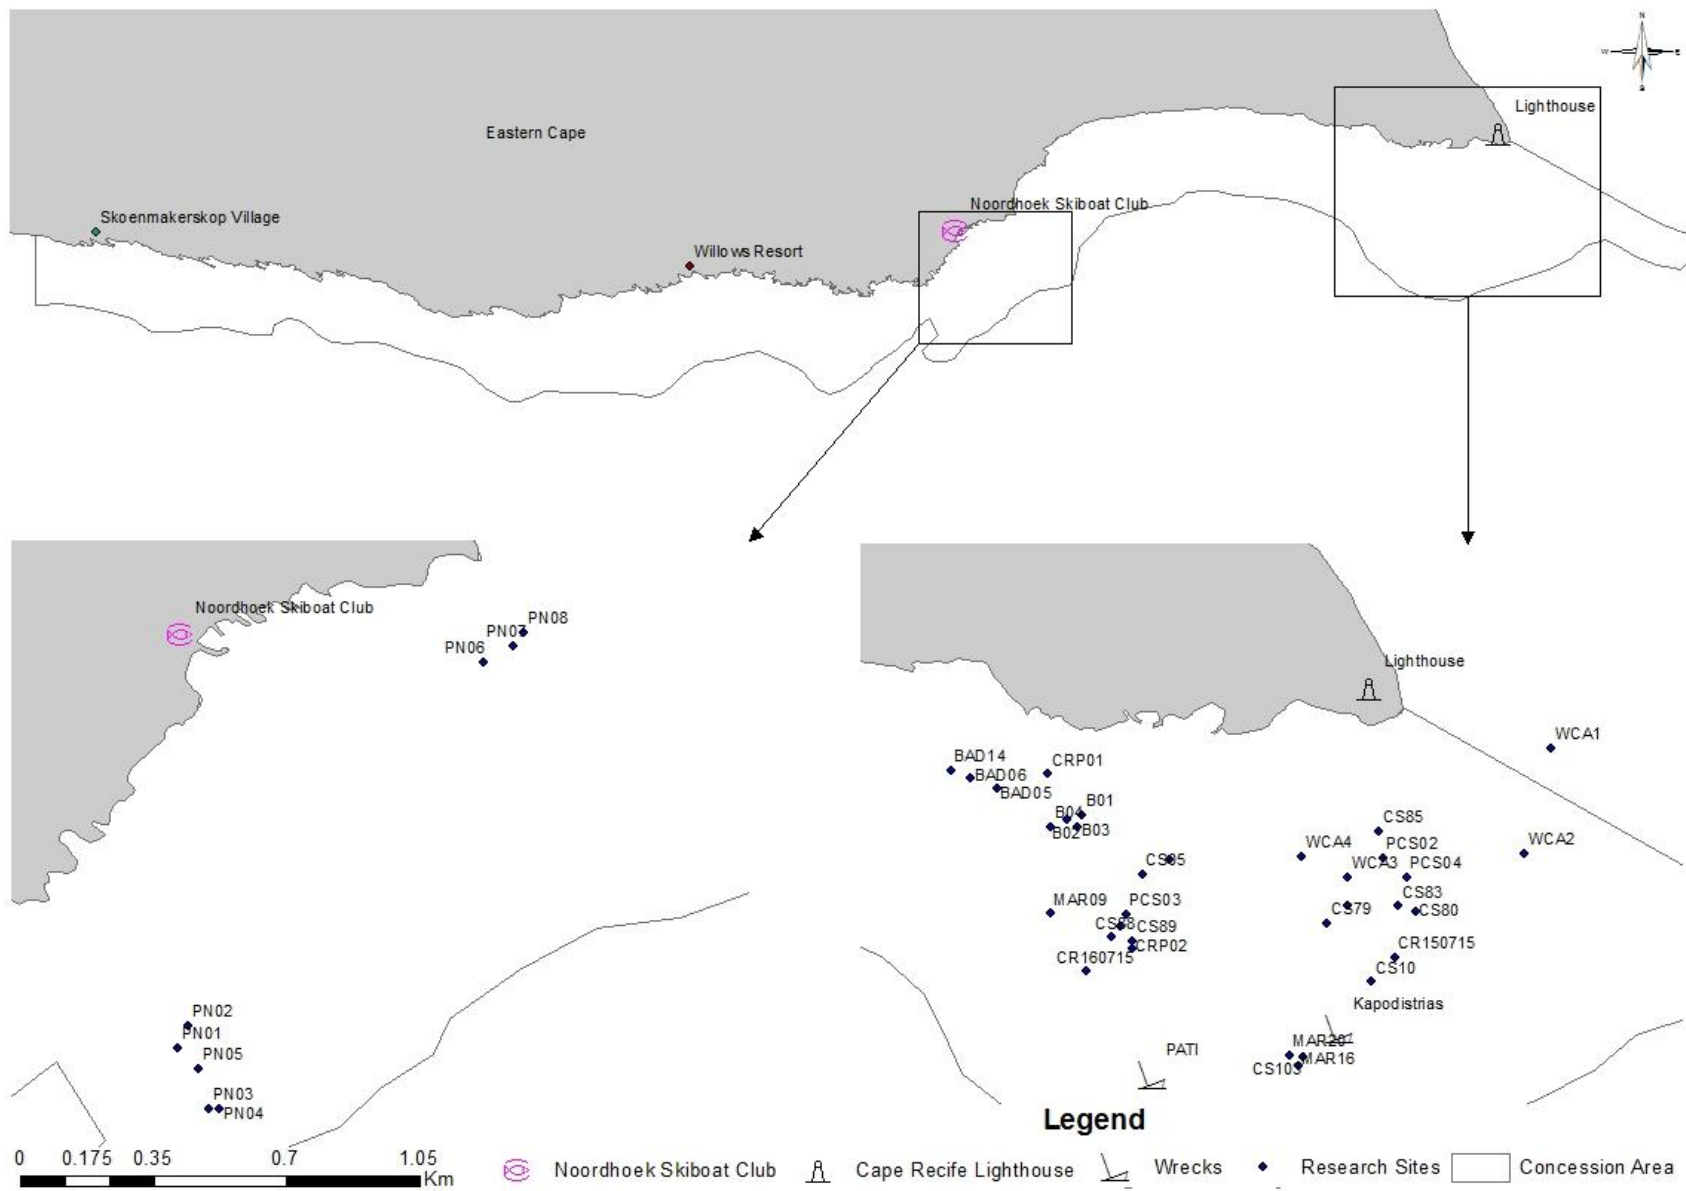 N
W
E
S
Lighthouse
Eastern Cape
Noordhoek Skiboat Club
Skoenmakerskop Village
Willows Resort
Noordhoek Skiboat Club
PN08
PN07
PN06
PN02
PN01
PN05
PN03
PN04
Lighthouse
WCA1
BAD14
CRP01
BAD06
BAD05
B01
B04
B03
B02
CS85
WCA4
PCS02
WCA2
CS95
WCA3
PCS04
MAR09
PCS03
CS83
CS79
CS80
CS88
CS89
CRP02
CR150715
CR160715
CS10
Kapodistrias
MAR20
PATI
MAR16
CS103
Legend
0 0.175 0.35 0.7 1.05
Km
Noordhoek Skiboat Club
Cape Recife Lighthouse
Wrecks
Research Sites
Concession Area